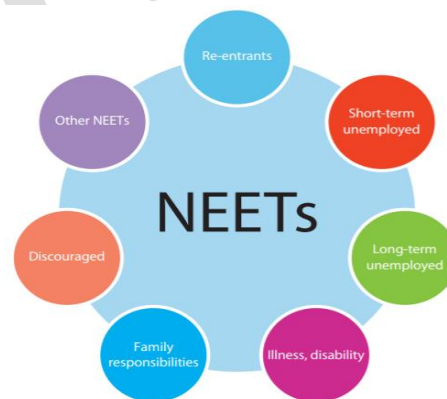 Re-entrants
Short-term
unemployed
Other NEETs
NEETs
Discouraged
Long-term
unemployed
Family
responsibilities
Illness, disability